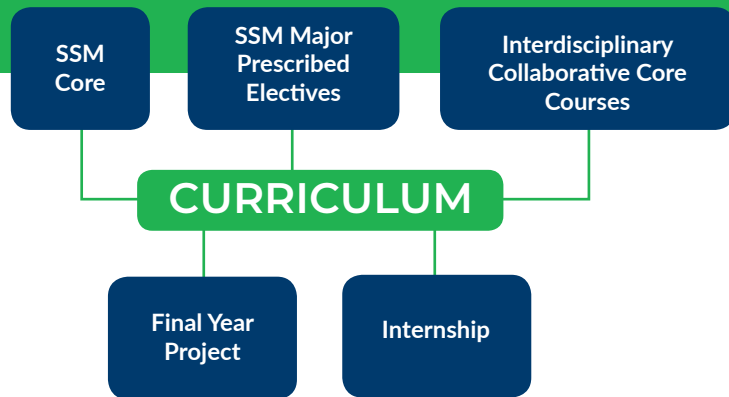 SSM
Core
SSM Major
Prescribed
Electives
Interdisciplinary
Collaborative Core
Courses
CURRICULUM
Final Year
Project
Internship